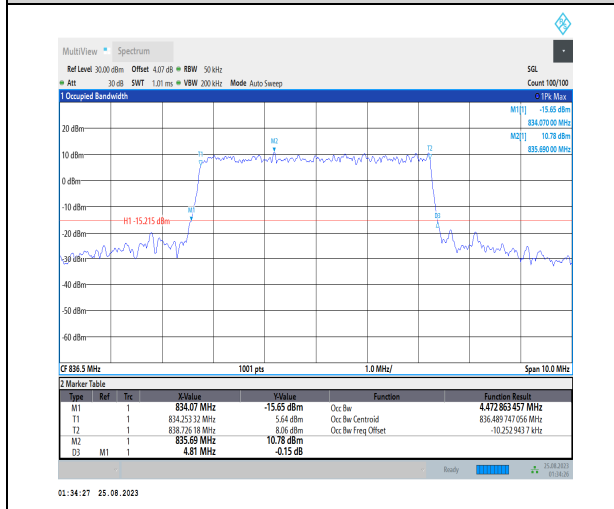 MultiView Spectrum
Ref Level 30.00 dBm Offset 4.07 dB RBW 50 kHz SGL
Att 30 dB SWT 1.01 ms VBW 200 kHz Mode Auto Sweep Count 100/100
1 Occupied Bandwidth 1Pk Max
M1[1] -15.65 dBm
834.07000 MHz
20 dBm M2[1] 10.78 dBm
835.69000 MHz
M2
T1 T2
10 dBm
0 dBm
-10 dBm
M1
D3
H1 -15.215 dBm
-20 dBm
-30 dBm
-40 dBm
-50 dBm
-60 dBm
CF 836.5 MHz 1001 pts 1.0 MHz/ Span 10.0 MHz
2 Marker Table
Type Ref Trc X-Value Y-Value Function Function Result
M1 1 834.07 MHz -15.65 dBm Occ Bw 4.472 863 457 MHz
T1 1 834.253 32 MHz 5.64 dBm Occ Bw Centroid 836.489 747 056 MHz
T2 1 838.726 18 MHz 8.06 dBm Occ Bw Freq Offset -10.252 943 7 kHz
M2 1 835.69 MHz 10.78 dBm
D3 M1 1 4.81 MHz -0.15 dB
Ready 25.08.2023
01:34:26
01:34:27 25.08.2023